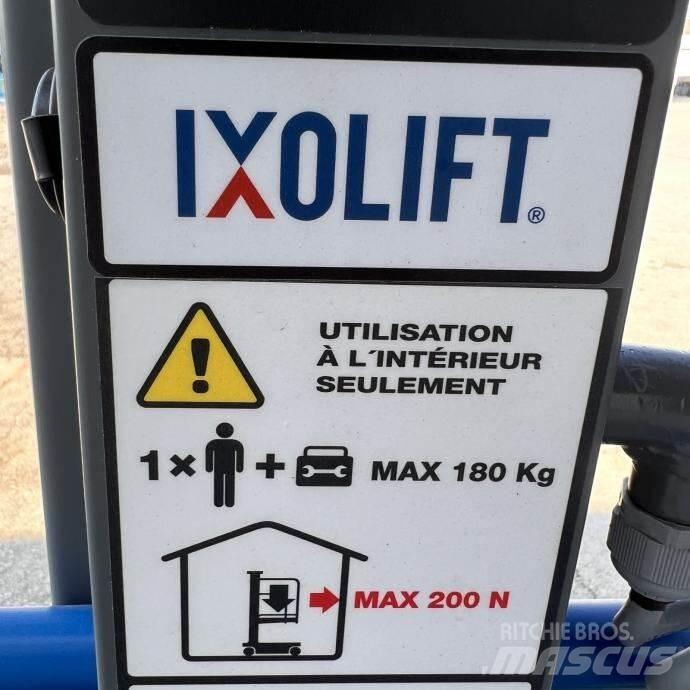 IXOLIFT®
UTILISATION
À L'INTÉRIEUR
SEULEMENT
1× + MAX 180 Kg
MAX 200 N
RITCHIE BROS.
MASCUS